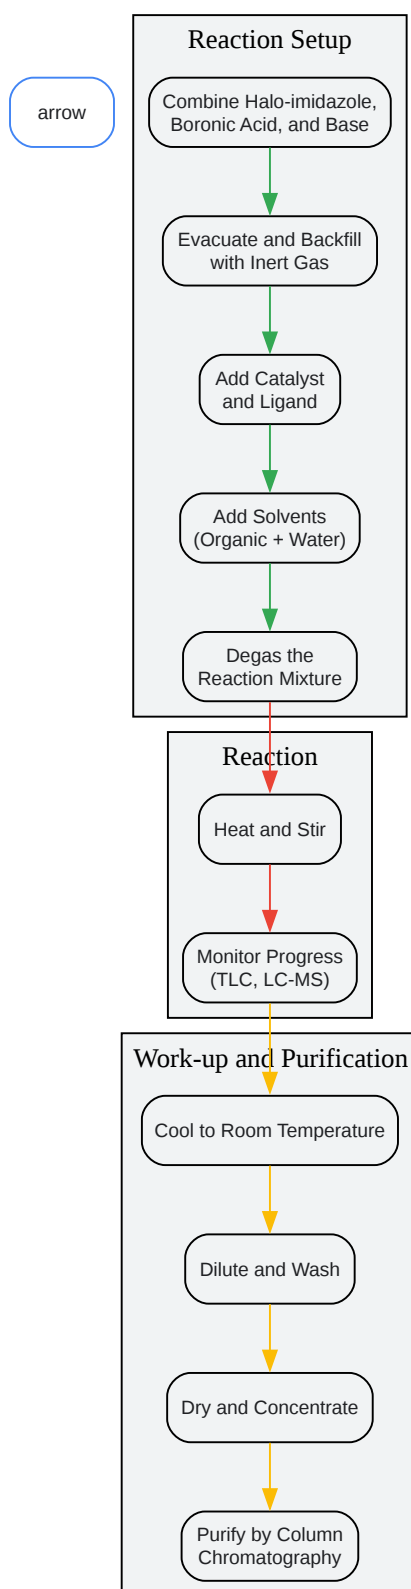 Reaction Setup
arrow
Combine Halo-imidazole,
Boronic Acid, and Base
Evacuate and Backfill
with Inert Gas
Add Catalyst
and Ligand
Add Solvents
(Organic + Water)
Degas the
Reaction Mixture
Reaction
Heat and Stir
Monitor Progress
(TLC, LC-MS)
Work-up and Purification
Cool to Room Temperature
Dilute and Wash
Dry and Concentrate
Purify by Column
Chromatography